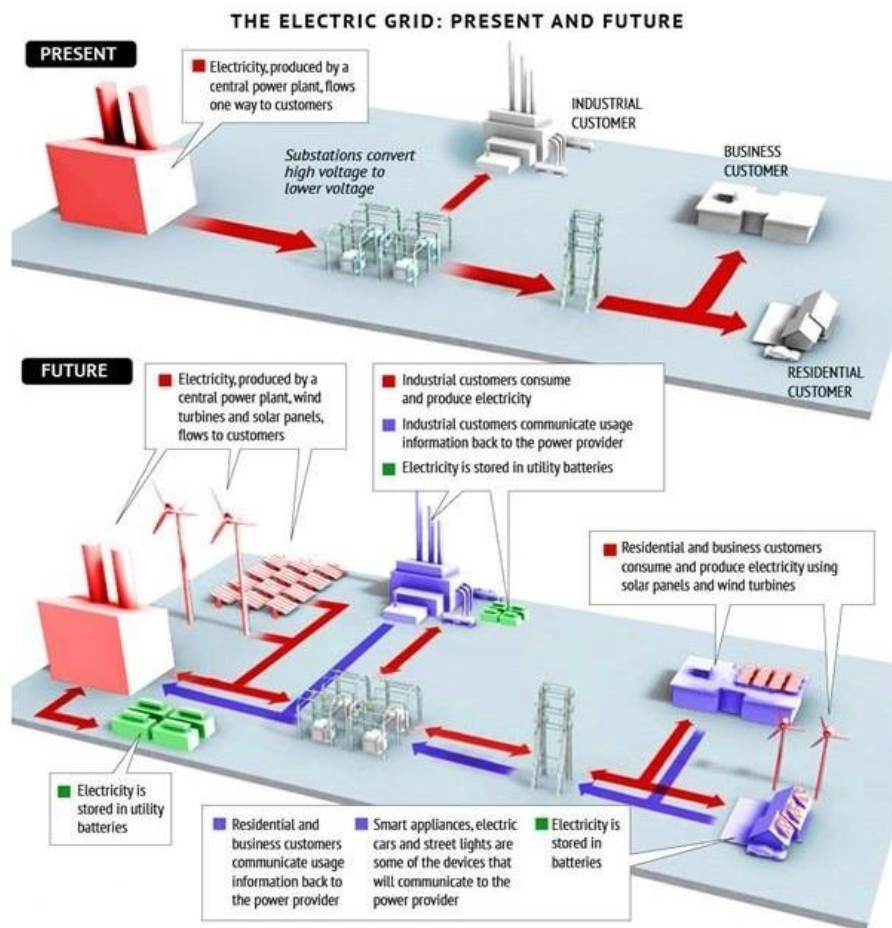 THE ELECTRIC GRID: PRESENT AND FUTURE
PRESENT
Electricity, produced by a
central power plant, flows
one way to customers
INDUSTRIAL
CUSTOMER
Substations convert
high voltage to
lower voltage
BUSINESS
CUSTOMER
RESIDENTIAL
CUSTOMER
FUTURE
Electricity, produced by a
central power plant, wind
turbines and solar panels,
flows to customers
Industrial customers consume
and produce electricity
Industrial customers communicate usage
information back to the power provider
Electricity is stored in utility batteries
Residential and business customers
consume and produce electricity using
solar panels and wind turbines
Electricity is
stored in utility
batteries
Residential and
business customers
communicate usage
information back to
the power provider
Smart appliances, electric
cars and street lights are
some of the devices that
will communicate to the
power provider
Electricity is
stored in
batteries